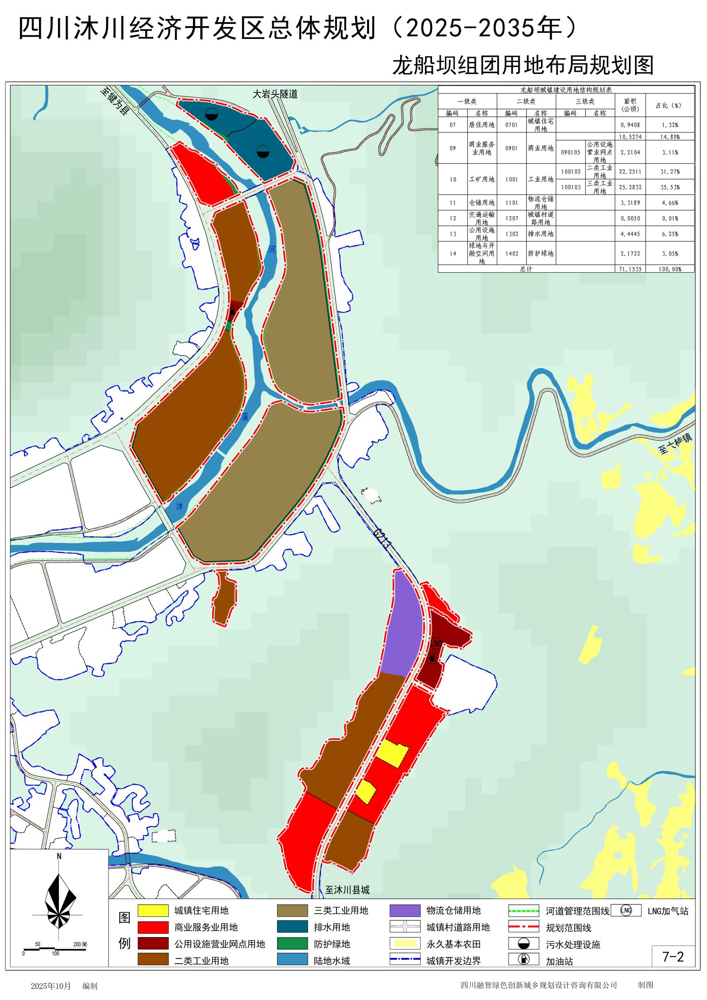 四川沐川经济开发区总体规划（2025-2035年）
龙船坝组团用地布局规划图
至犍为县
大岩头隧道
龙船坝城镇建设用地结构规划表
一级类 二级类 三级类 面积(公顷) 占比（%）
编码 名称 编码 名称 编码 名称
07 居住用地 0701 城镇住宅用地 0.9408 1.32%
09 商业服务业用地 0901 商业用地 10.5274 14.80%
090105 公用设施营业网点用地 2.2104 3.11%
10 工矿用地 1001 工业用地 100102 二类工业用地 22.2511 31.27%
100103 三类工业用地 25.2832 35.53%
11 仓储用地 1101 物流仓储用地 3.3189 4.66%
12 交通运输用地 1207 城镇村道路用地 0.0050 0.01%
13 公用设施用地 1302 排水用地 4.4445 6.25%
14 绿地与开敞空间用地 1402 防护绿地 2.1722 3.05%
总计 71.1535 100.00%
河
溪
沐
至大楠镇
G213
LNG
至沐川县城
N
50 200(M)
0 100
图例
城镇住宅用地 三类工业用地 物流仓储用地 河道管理范围线 LNG LNG加气站
商业服务业用地 排水用地 城镇村道路用地 规划范围线
公用设施营业网点用地 防护绿地 永久基本农田 污水处理设施
二类工业用地 陆地水域 城镇开发边界 加油站
7-2
2025年10月 编制
四川融智绿色创新城乡规划设计咨询有限公司 制图